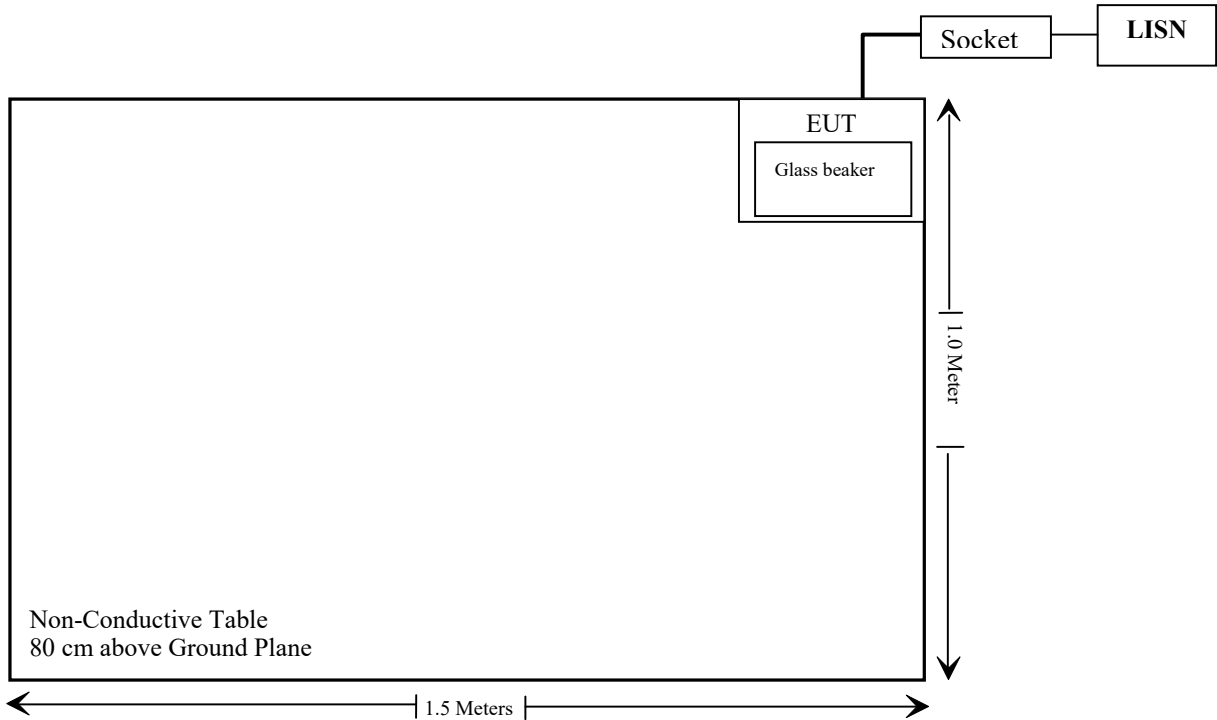 Socket
LISN
EUT
Glass beaker
1.0 Meter
Non-Conductive Table
80 cm above Ground Plane
1.5 Meters